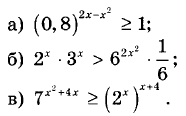 а) (0,8)^{2x−x²} ≥ 1;
б) 2^x · 3^x > 6^{2x²} · 1/6;
в) 7^{x²+4x} ≥ (2^x)^{x+4}.